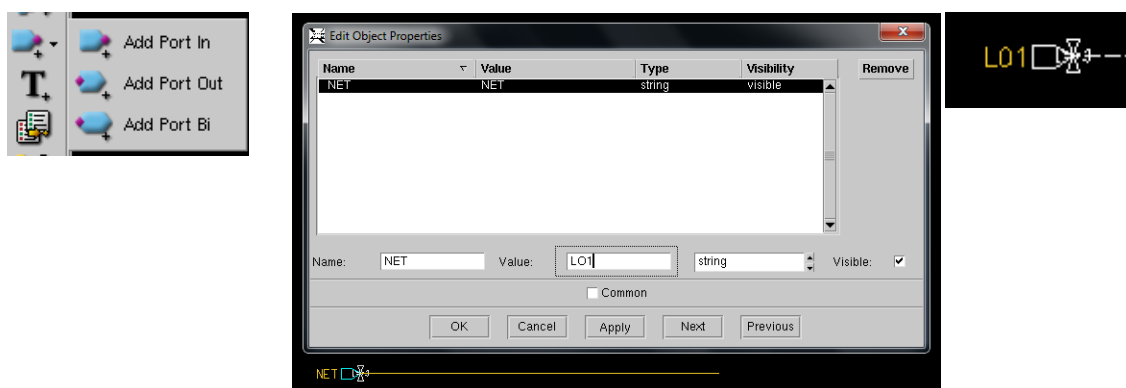 Add Port In
Add Port Out
Add Port Bi
T
Edit Object Properties
Name Value Type Visibility
Remove
NET NET string visible
Name: NET Value: LO1 string Visible:
Common
OK Cancel Apply Next Previous
NET
LO1